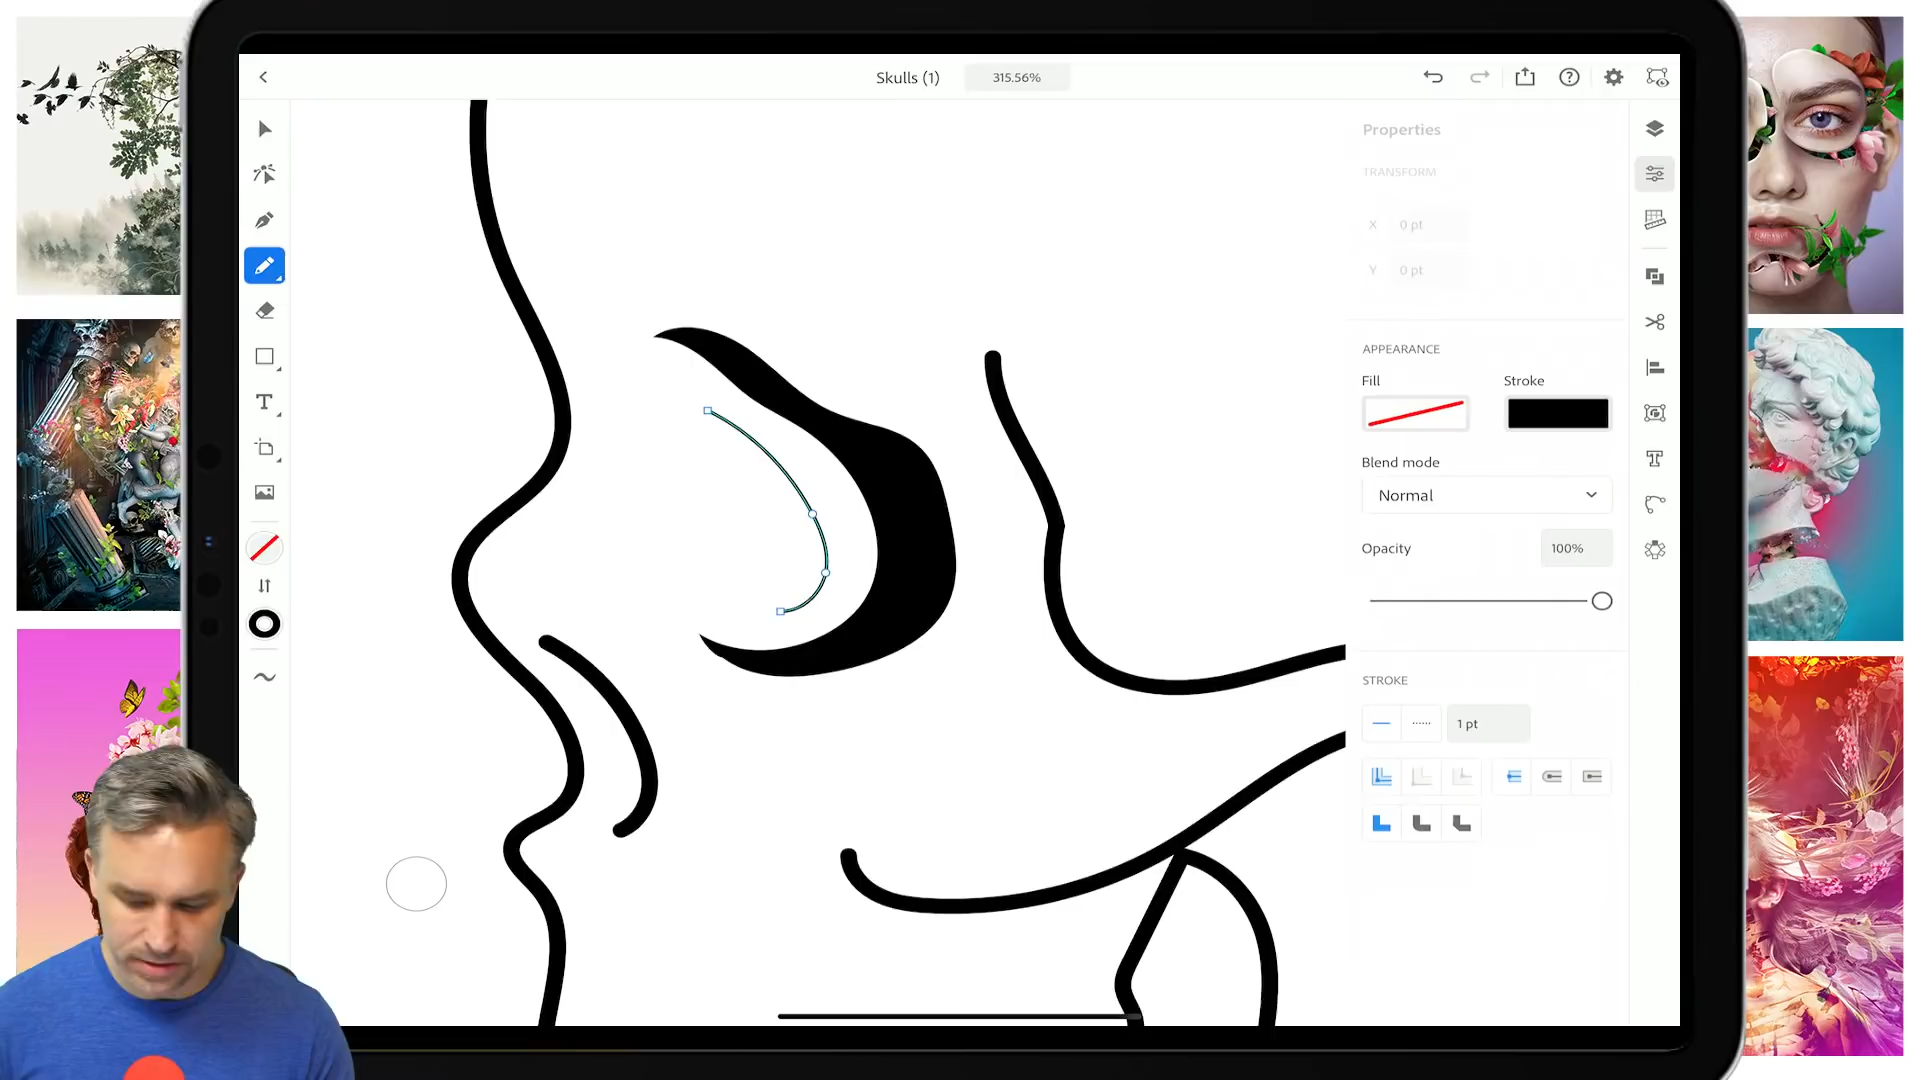 Skulls (1)
315.56%
Properties
TRANSFORM
X 0 pt
Y 0 pt
APPEARANCE
Fill Stroke
Blend mode
Normal
Opacity 100%
STROKE
1 pt